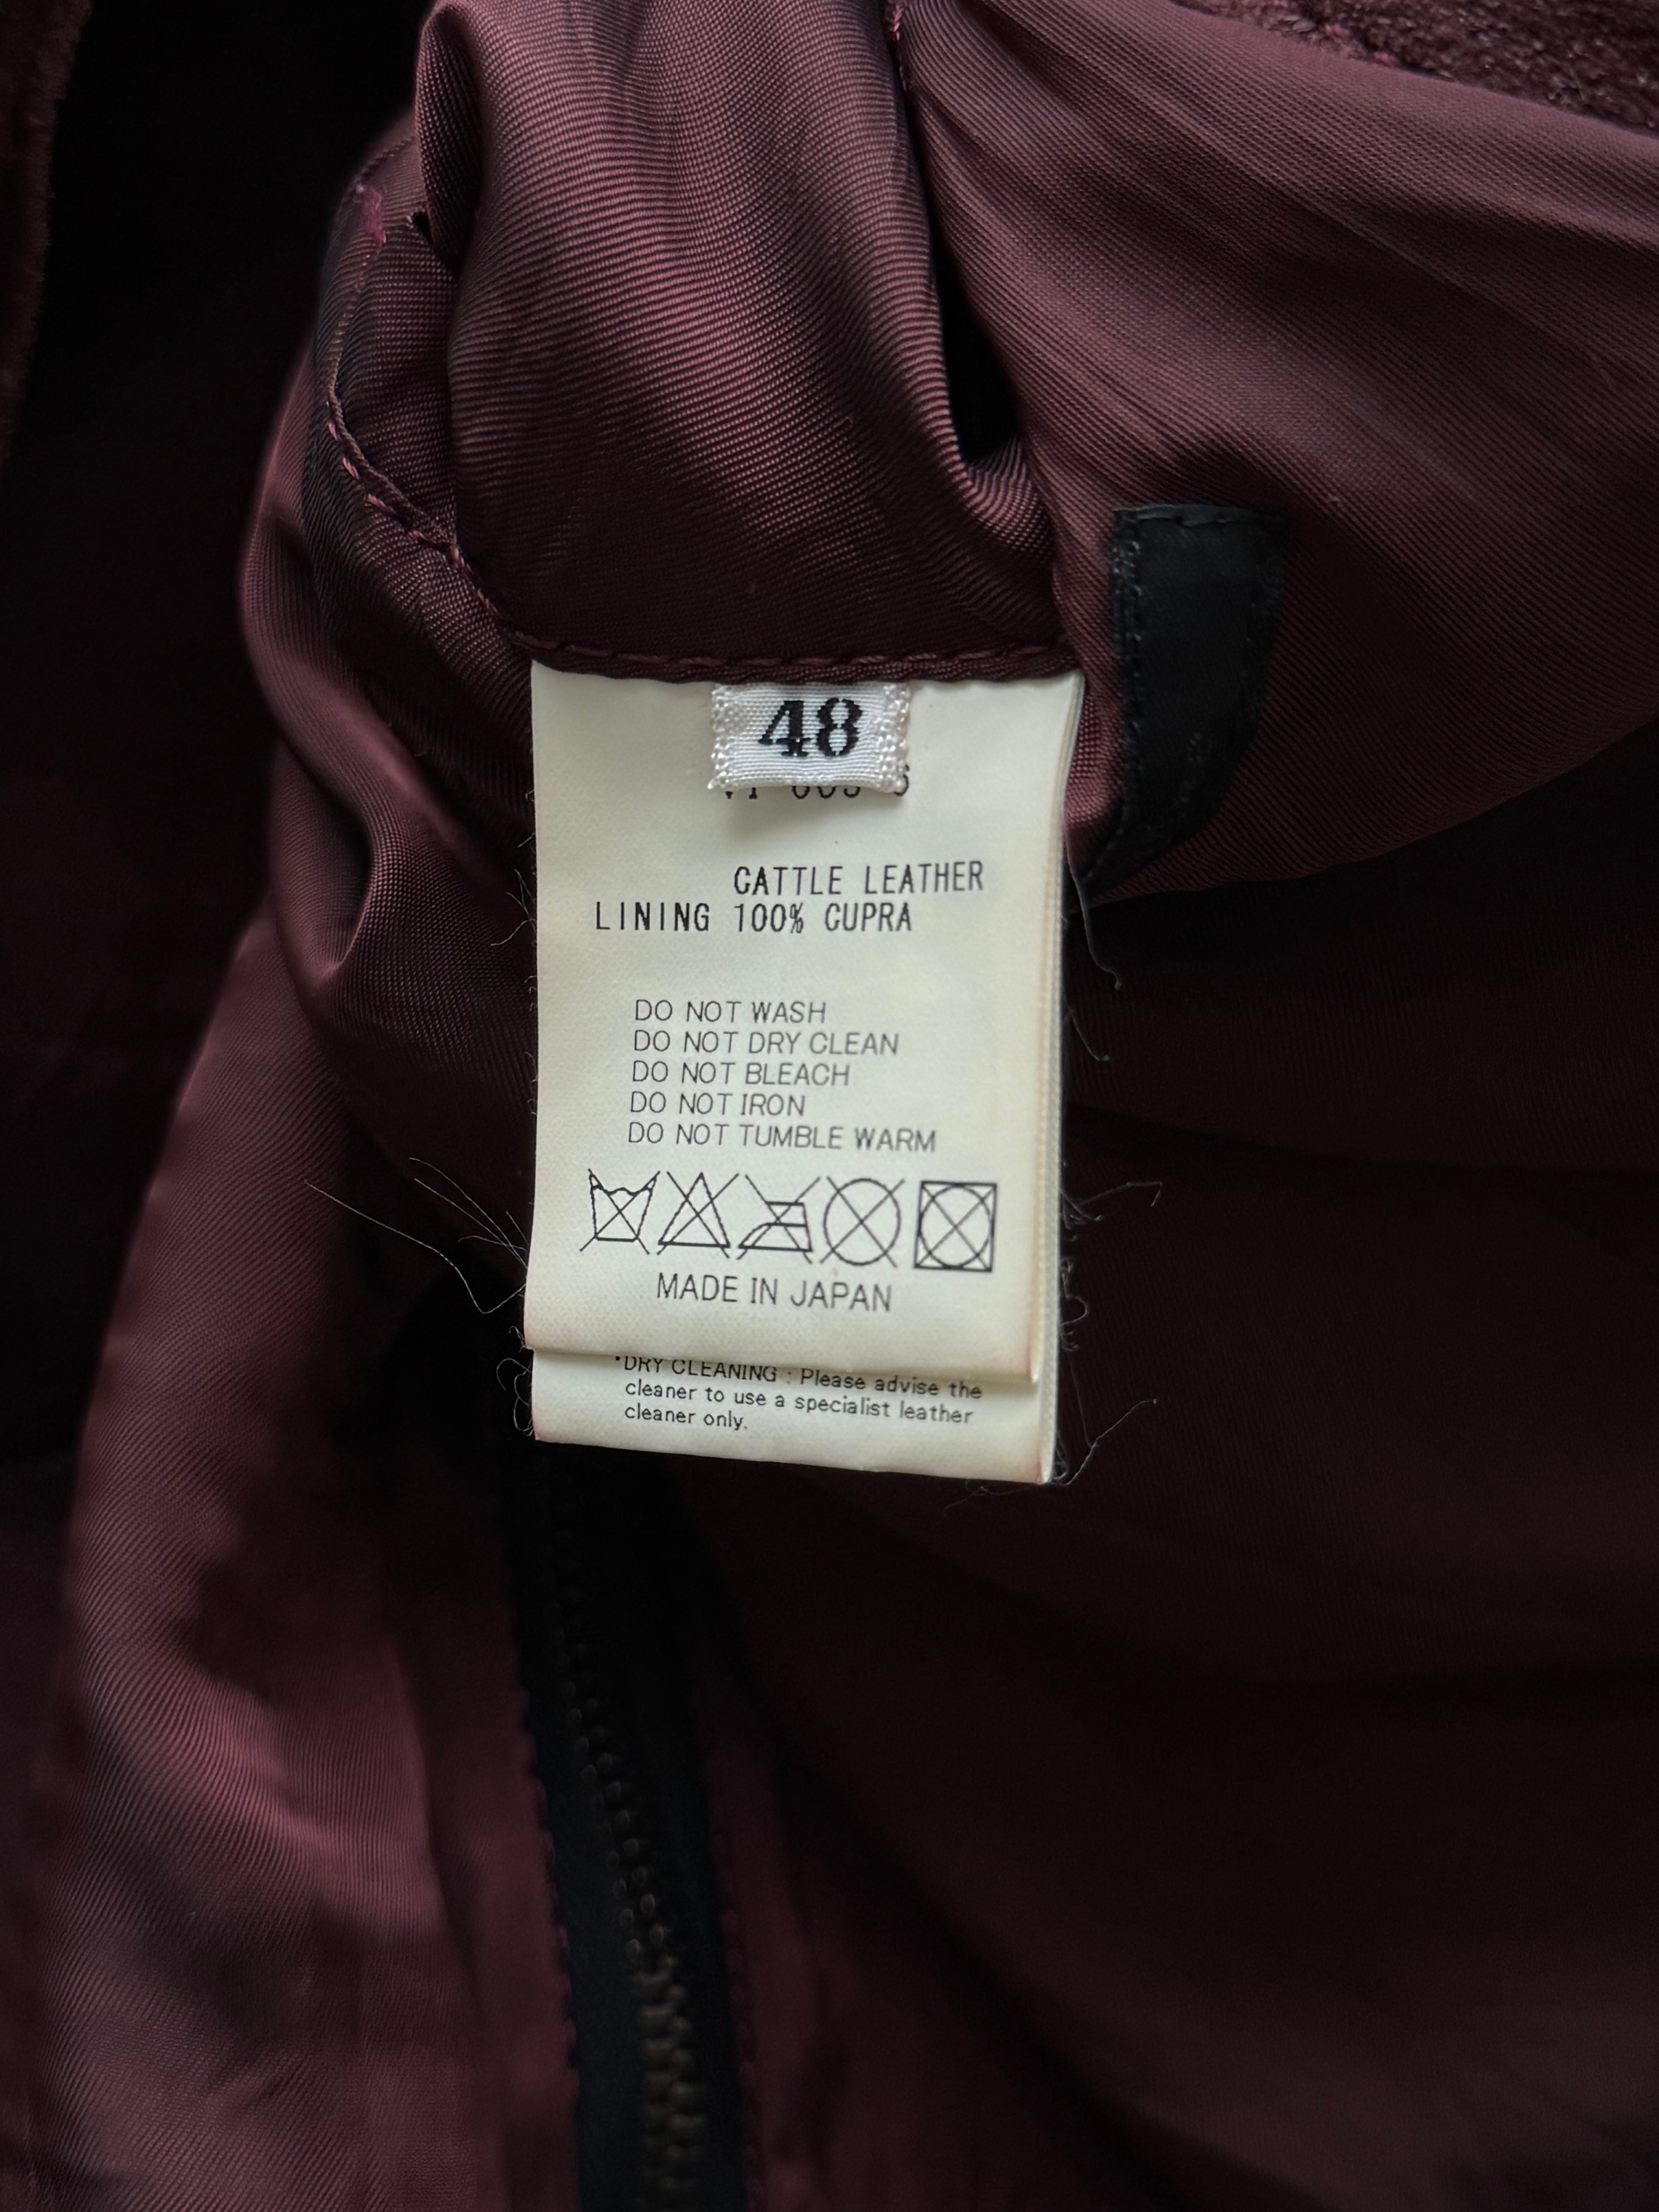 48
CATTLE LEATHER
LINING 100% CUPRA
DO NOT WASH
DO NOT DRY CLEAN
DO NOT BLEACH
DO NOT IRON
DO NOT TUMBLE WARM
MADE IN JAPAN
*DRY CLEANING : Please advise the
cleaner to use a specialist leather
cleaner only.